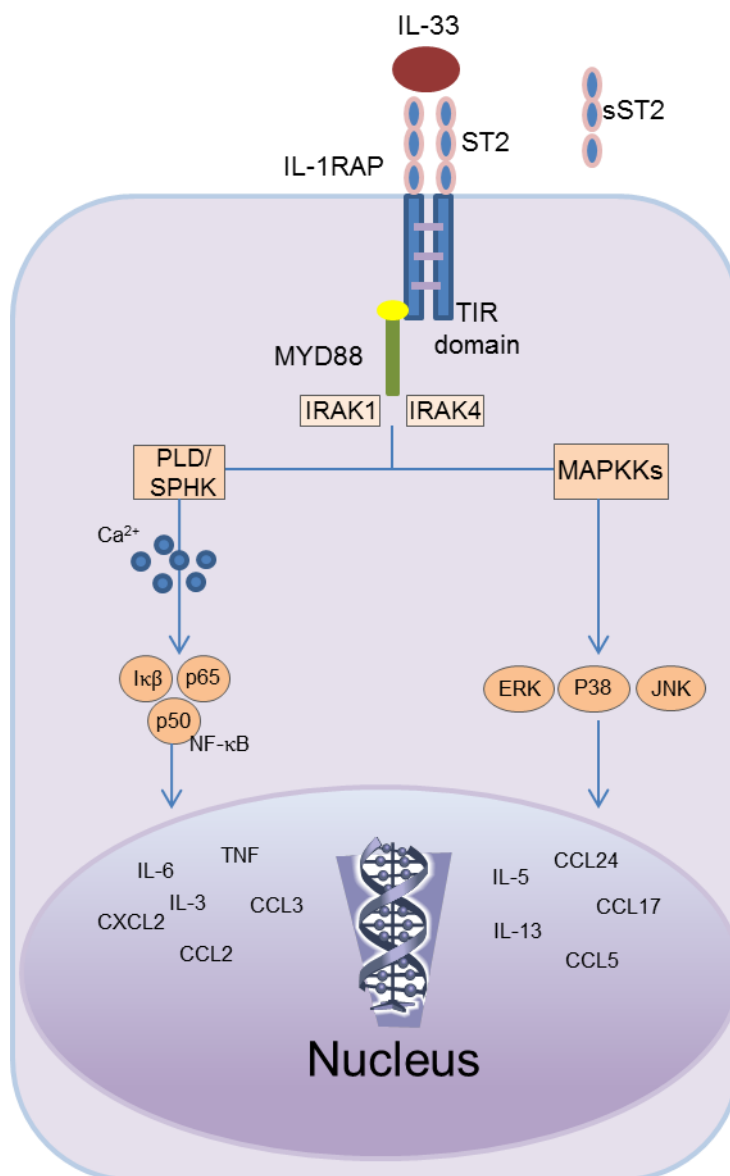 IL-33
sST2
ST2
IL-1RAP
TIR
domain
MYD88
IRAK1
IRAK4
PLD/
SPHK
MAPKKs
Ca²⁺
Iκβ
p65
p50
NF-κB
ERK
P38
JNK
TNF
IL-6
IL-3
CCL3
CXCL2
CCL2
CCL24
IL-5
CCL17
IL-13
CCL5
Nucleus